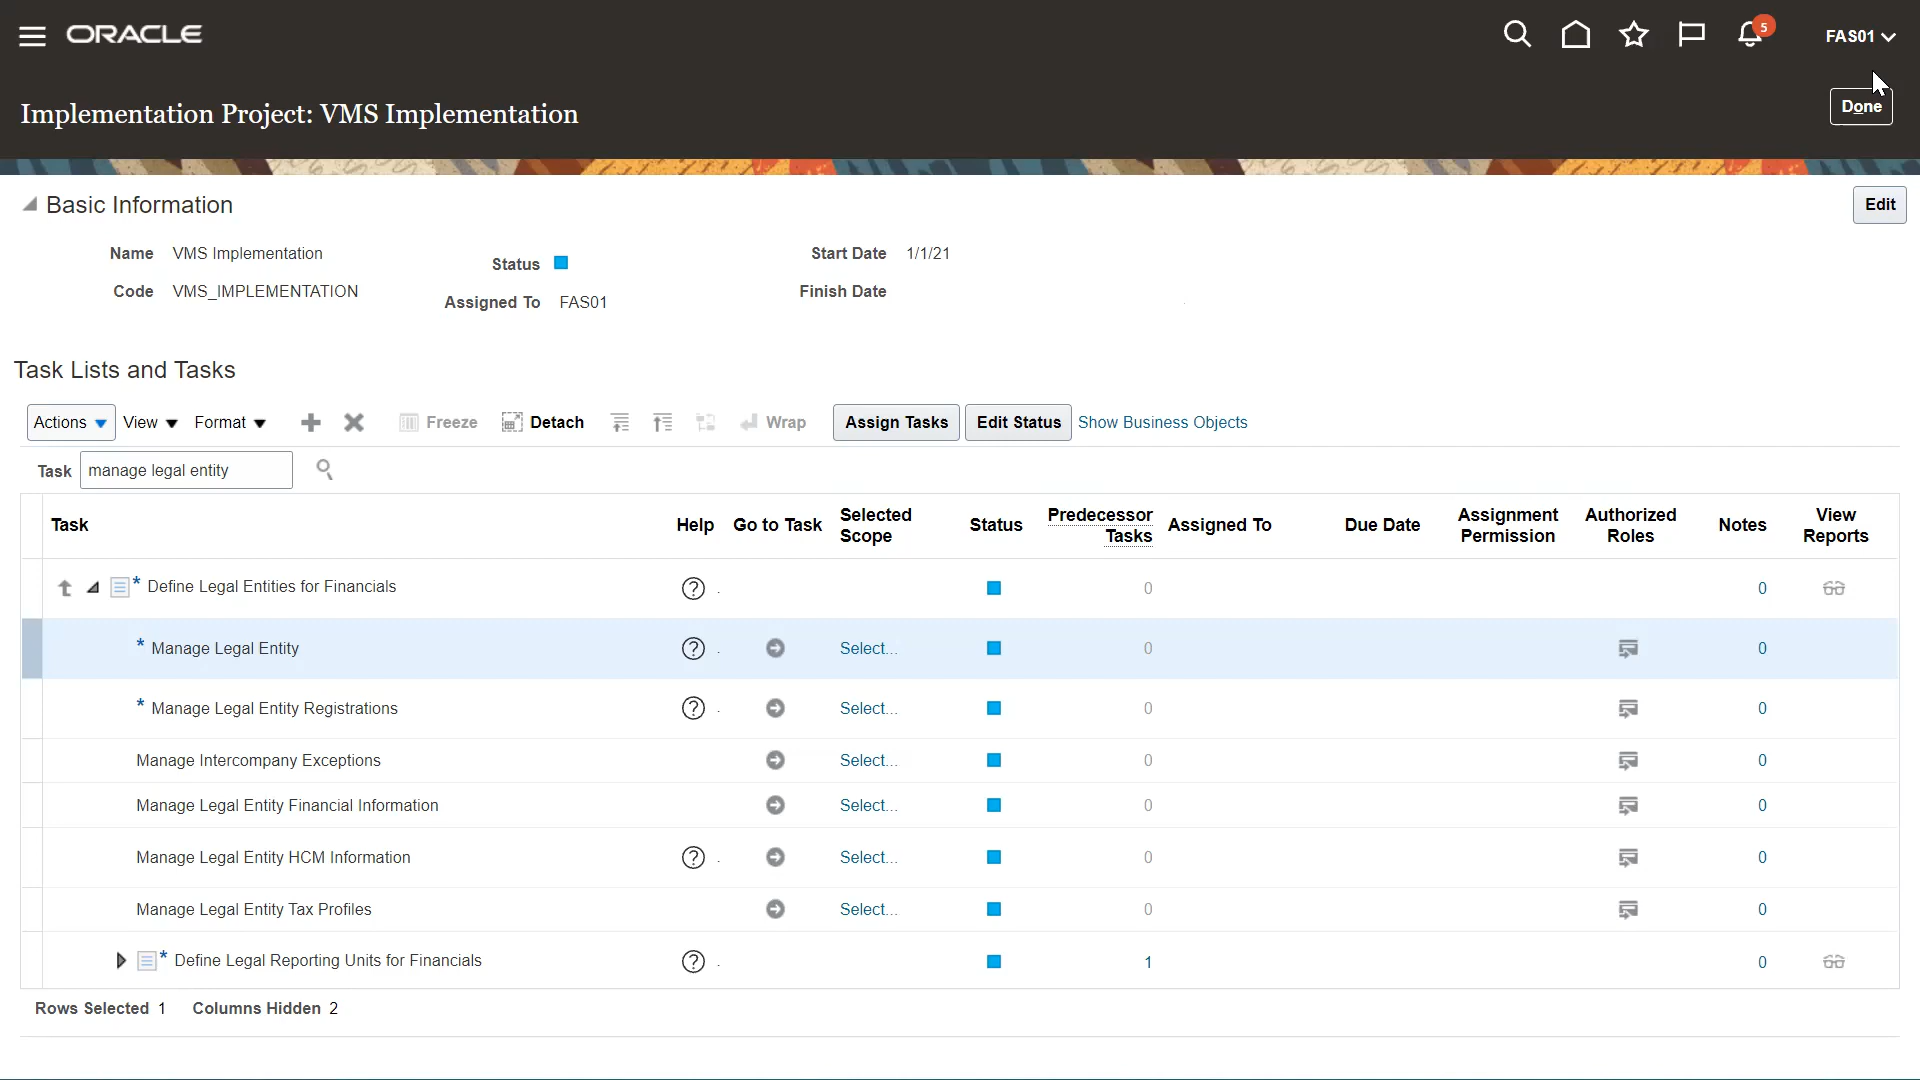 ORACLE
5
FAS01
Implementation Project: VMS Implementation
Done
Basic Information
Edit
Name VMS Implementation
Status
Start Date 1/1/21
Code VMS_IMPLEMENTATION
Assigned To FAS01
Finish Date
Task Lists and Tasks
Actions View Format Freeze Detach Wrap Assign Tasks Edit Status Show Business Objects
Task manage legal entity
Task Help Go to Task Selected Scope Status Predecessor Tasks Assigned To Due Date Assignment Permission Authorized Roles Notes View Reports
* Define Legal Entities for Financials ? . 0 0
* Manage Legal Entity ? . Select... 0 0
* Manage Legal Entity Registrations ? . Select... 0 0
Manage Intercompany Exceptions Select... 0 0
Manage Legal Entity Financial Information Select... 0 0
Manage Legal Entity HCM Information ? . Select... 0 0
Manage Legal Entity Tax Profiles Select... 0 0
* Define Legal Reporting Units for Financials ? . 1 0
Rows Selected 1 Columns Hidden 2